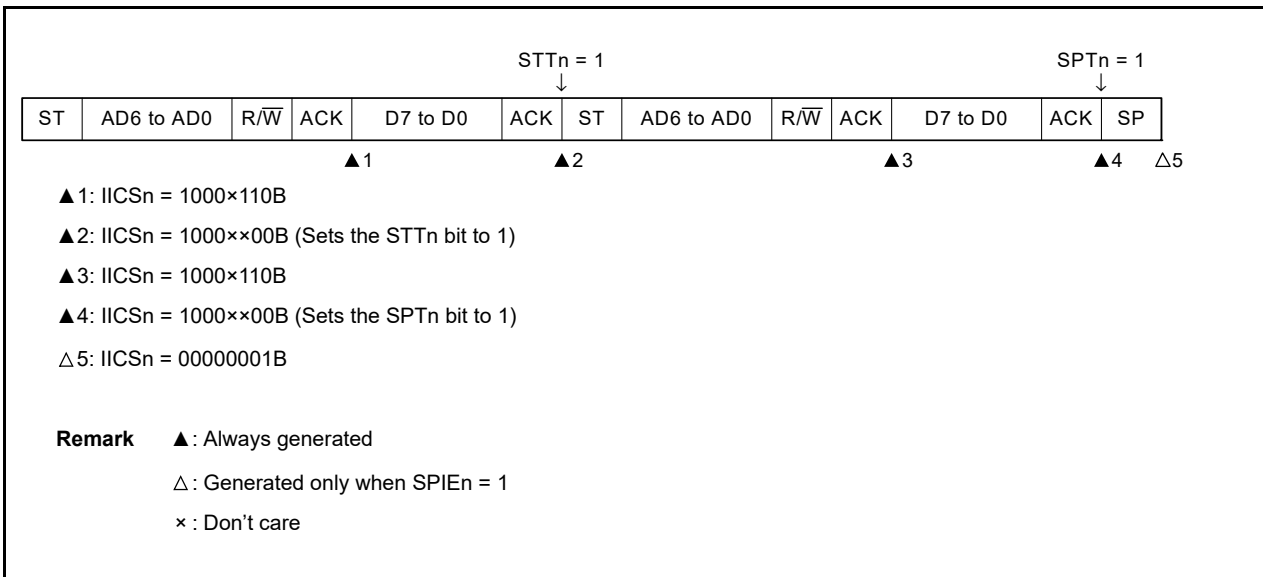 STTn = 1 SPTn = 1
↓ ↓
ST AD6 to AD0 R/W̅ ACK D7 to D0 ACK ST AD6 to AD0 R/W̅ ACK D7 to D0 ACK SP
▲1 ▲2 ▲3 ▲4 △5
▲1: IICSn = 1000×110B
▲2: IICSn = 1000××00B (Sets the STTn bit to 1)
▲3: IICSn = 1000×110B
▲4: IICSn = 1000××00B (Sets the SPTn bit to 1)
△5: IICSn = 00000001B
Remark ▲: Always generated
△: Generated only when SPIEn = 1
×: Don't care